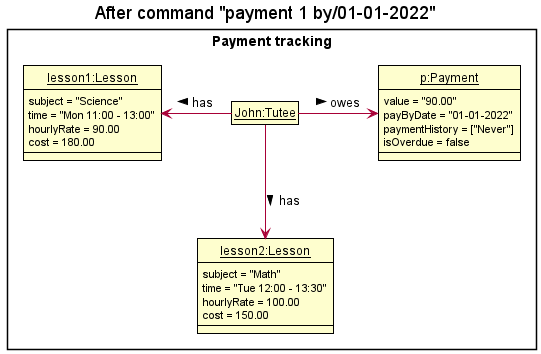 After command "payment 1 by/01-01-2022"
Payment tracking
lesson1:Lesson
subject = "Science"
time = "Mon 11:00 - 13:00"
hourlyRate = 90.00
cost = 180.00
has
John:Tutee
owes
p:Payment
value = "90.00"
payByDate = "01-01-2022"
paymentHistory = ["Never"]
isOverdue = false
has
lesson2:Lesson
subject = "Math"
time = "Tue 12:00 - 13:30"
hourlyRate = 100.00
cost = 150.00